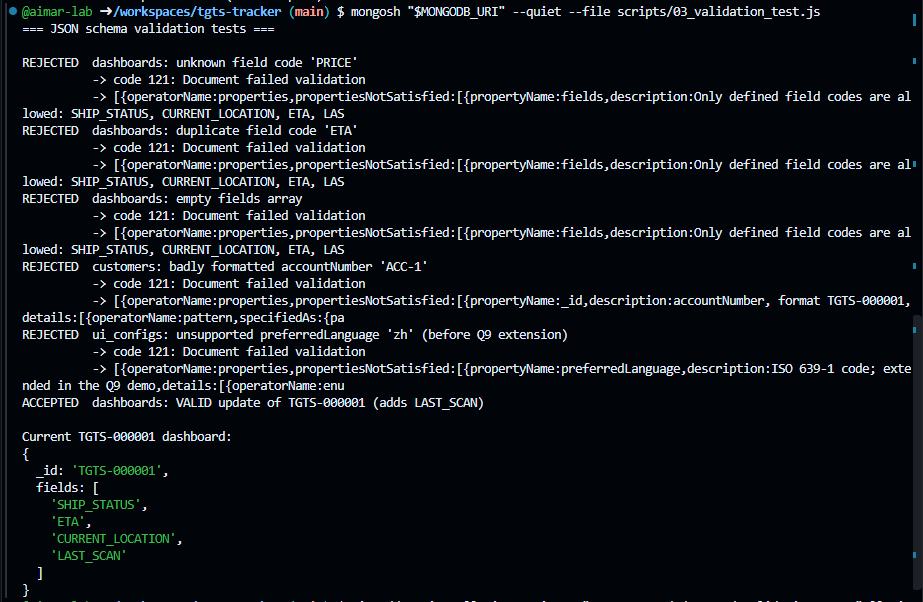 @aimar-lab ➜/workspaces/tgts-tracker (main) $ mongosh "$MONGODB_URI" --quiet --file scripts/03_validation_test.js
=== JSON schema validation tests ===
REJECTED  dashboards: unknown field code 'PRICE'
-> code 121: Document failed validation
-> [{operatorName:properties,propertiesNotSatisfied:[{propertyName:fields,description:Only defined field codes are al
lowed: SHIP_STATUS, CURRENT_LOCATION, ETA, LAS
REJECTED  dashboards: duplicate field code 'ETA'
-> code 121: Document failed validation
-> [{operatorName:properties,propertiesNotSatisfied:[{propertyName:fields,description:Only defined field codes are al
lowed: SHIP_STATUS, CURRENT_LOCATION, ETA, LAS
REJECTED  dashboards: empty fields array
-> code 121: Document failed validation
-> [{operatorName:properties,propertiesNotSatisfied:[{propertyName:fields,description:Only defined field codes are al
lowed: SHIP_STATUS, CURRENT_LOCATION, ETA, LAS
REJECTED  customers: badly formatted accountNumber 'ACC-1'
-> code 121: Document failed validation
-> [{operatorName:properties,propertiesNotSatisfied:[{propertyName:_id,description:accountNumber, format TGTS-000001,
details:[{operatorName:pattern,specifiedAs:{pa
REJECTED  ui_configs: unsupported preferredLanguage 'zh' (before Q9 extension)
-> code 121: Document failed validation
-> [{operatorName:properties,propertiesNotSatisfied:[{propertyName:preferredLanguage,description:ISO 639-1 code; exte
nded in the Q9 demo,details:[{operatorName:enu
ACCEPTED  dashboards: VALID update of TGTS-000001 (adds LAST_SCAN)
Current TGTS-000001 dashboard:
{
_id: 'TGTS-000001',
fields: [
'SHIP_STATUS',
'ETA',
'CURRENT_LOCATION',
'LAST_SCAN'
]
}